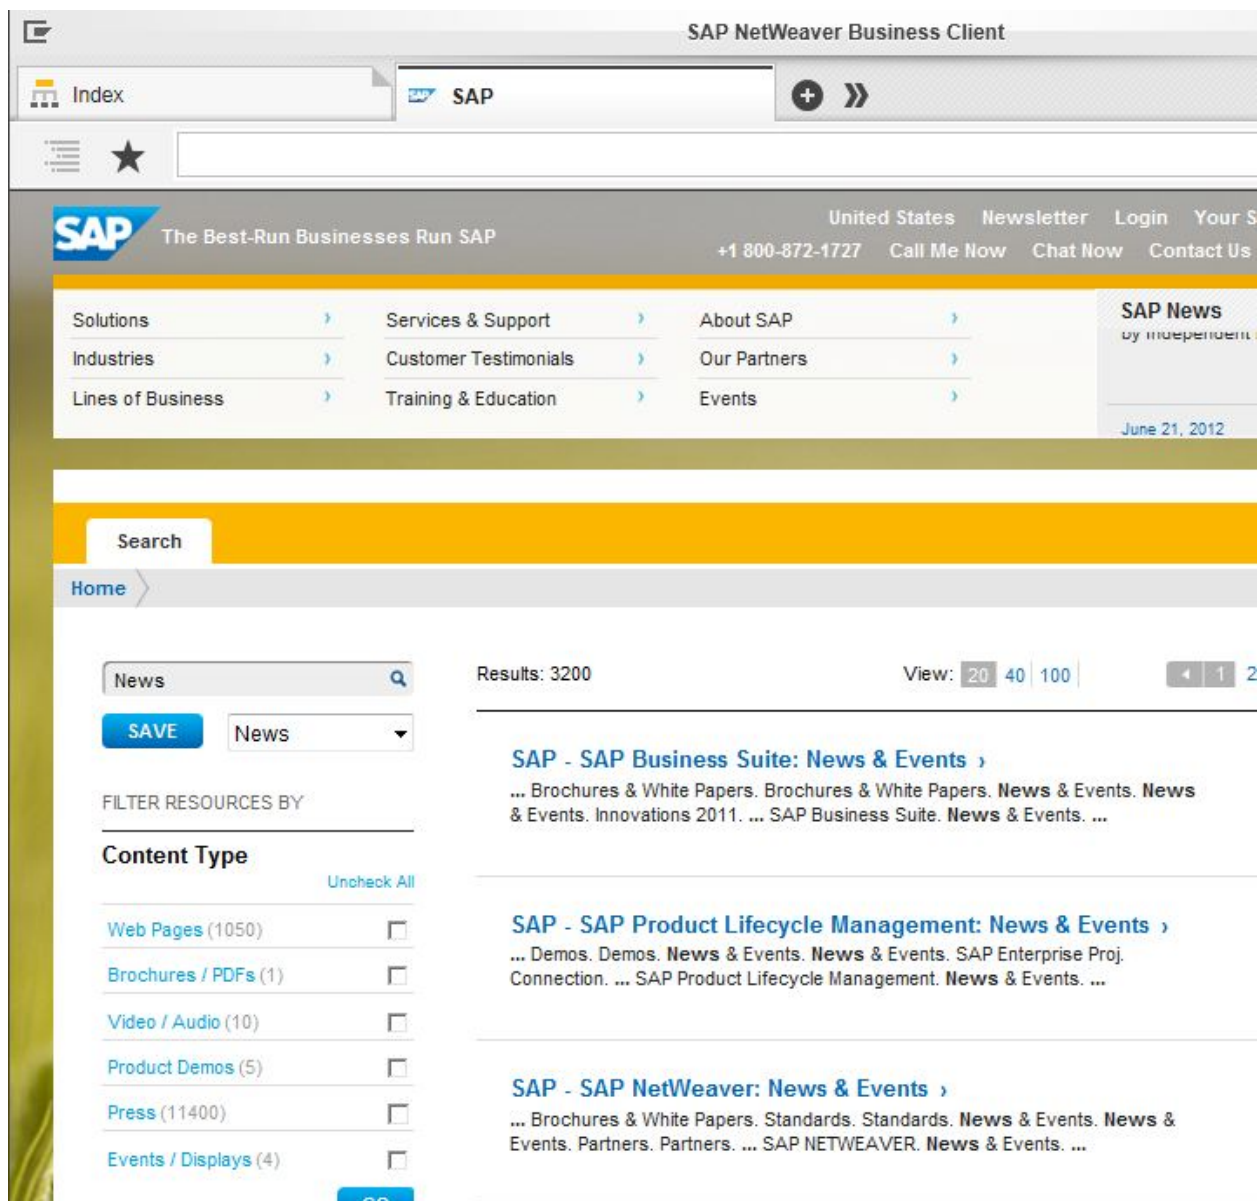 SAP NetWeaver Business Client
Index
SAP SAP
SAP The Best-Run Businesses Run SAP
United States Newsletter Login Your S
+1 800-872-1727 Call Me Now Chat Now Contact Us
Solutions
Industries
Lines of Business
Services & Support
Customer Testimonials
Training & Education
About SAP
Our Partners
Events
SAP News
by Independent
June 21, 2012
Search
Home
News
SAVE News
FILTER RESOURCES BY
Content Type
Uncheck All
Web Pages (1050)
Brochures / PDFs (1)
Video / Audio (10)
Product Demos (5)
Press (11400)
Events / Displays (4)
GO
Results: 3200 View: 20 40 100 1 2
SAP - SAP Business Suite: News & Events ›
... Brochures & White Papers. Brochures & White Papers. News & Events. News
& Events. Innovations 2011. ... SAP Business Suite. News & Events. ...
SAP - SAP Product Lifecycle Management: News & Events ›
... Demos. Demos. News & Events. News & Events. SAP Enterprise Proj.
Connection. ... SAP Product Lifecycle Management. News & Events. ...
SAP - SAP NetWeaver: News & Events ›
... Brochures & White Papers. Standards. Standards. News & Events. News &
Events. Partners. Partners. ... SAP NETWEAVER. News & Events. ...